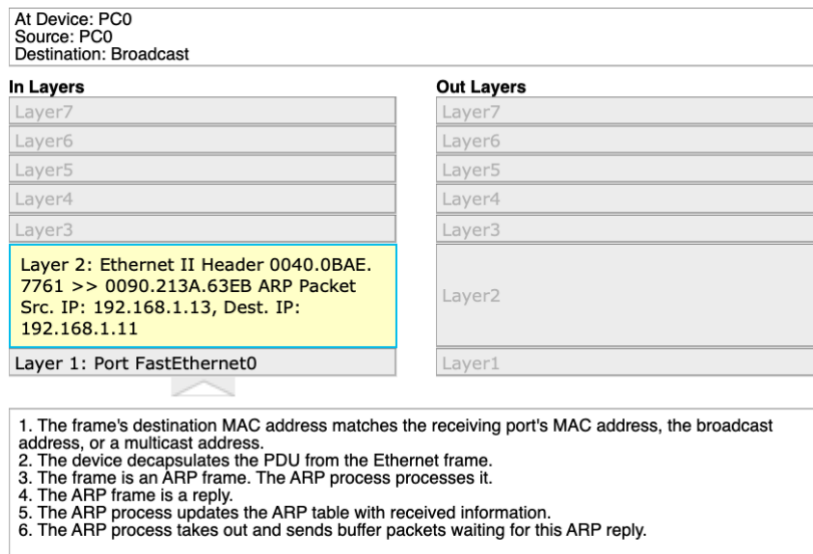 At Device: PC0
Source: PC0
Destination: Broadcast
In Layers
Out Layers
Layer7
Layer7
Layer6
Layer6
Layer5
Layer5
Layer4
Layer4
Layer3
Layer3
Layer 2: Ethernet II Header 0040.0BAE.
7761 >> 0090.213A.63EB ARP Packet
Src. IP: 192.168.1.13, Dest. IP:
192.168.1.11
Layer2
Layer 1: Port FastEthernet0
Layer1
1. The frame's destination MAC address matches the receiving port's MAC address, the broadcast
address, or a multicast address.
2. The device decapsulates the PDU from the Ethernet frame.
3. The frame is an ARP frame. The ARP process processes it.
4. The ARP frame is a reply.
5. The ARP process updates the ARP table with received information.
6. The ARP process takes out and sends buffer packets waiting for this ARP reply.